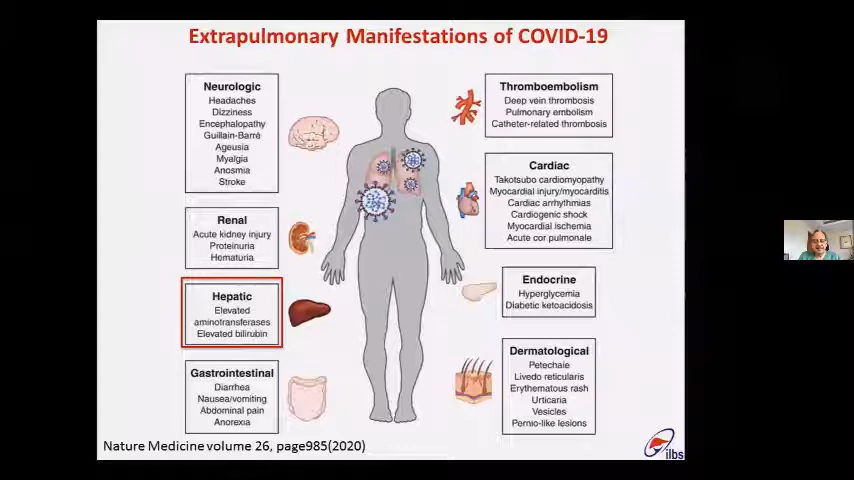 Extrapulmonary Manifestations of COVID-19
Neurologic
Headaches
Dizziness
Encephalopathy
Guillain-Barré
Ageusia
Myalgia
Anosmia
Stroke
Renal
Acute kidney injury
Proteinuria
Hematuria
Hepatic
Elevated
aminotransferases
Elevated bilirubin
Gastrointestinal
Diarrhea
Nausea/vomiting
Abdominal pain
Anorexia
Thromboembolism
Deep vein thrombosis
Pulmonary embolism
Catheter-related thrombosis
Cardiac
Takotsubo cardiomyopathy
Myocardial injury/myocarditis
Cardiac arrhythmias
Cardiogenic shock
Myocardial ischemia
Acute cor pulmonale
Endocrine
Hyperglycemia
Diabetic ketoacidosis
Dermatological
Petechaie
Livedo reticularis
Erythematous rash
Urticaria
Vesicles
Pernio-like lesions
Nature Medicine volume 26, page985(2020)
ilbs